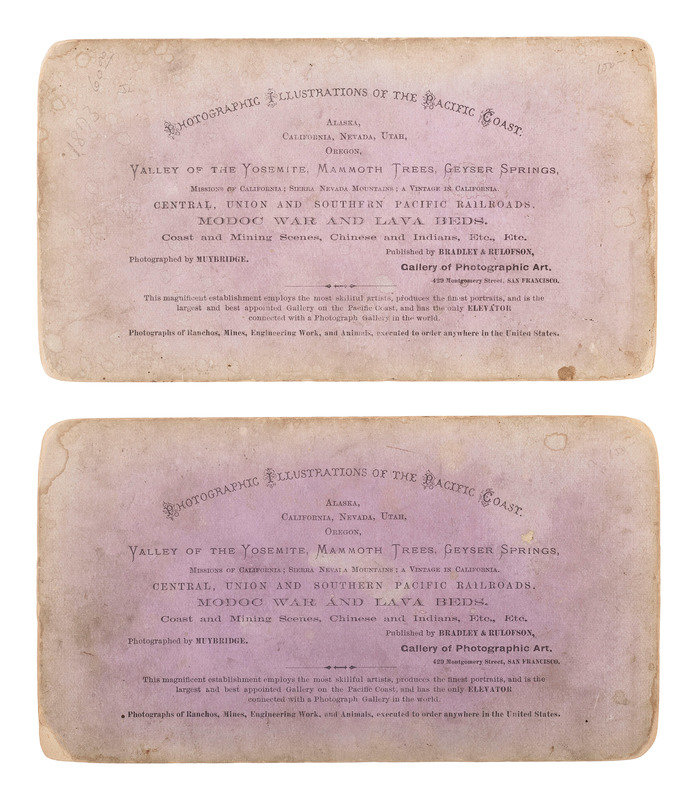 Photographic Illustrations of the Pacific Coast.
Alaska,
California, Nevada, Utah,
Oregon,
Valley of the Yosemite, Mammoth Trees, Geyser Springs,
Missions of California; Sierra Nevada Mountains; a Vintage in California.
CENTRAL, UNION AND SOUTHERN PACIFIC RAILROADS.
MODOC WAR AND LAVA BEDS.
Coast and Mining Scenes, Chinese and Indians, Etc., Etc.
Photographed by MUYBRIDGE.
Published by BRADLEY & RULOFSON,
Gallery of Photographic Art,
429 Montgomery Street, SAN FRANCISCO.
This magnificent establishment employs the most skilful artists, produces the finest portraits, and is the
largest and best appointed Gallery on the Pacific Coast, and has the only ELEVATOR
connected with a Photograph Gallery in the world.
Photographs of Ranchos, Mines, Engineering Work, and Animals, executed to order anywhere in the United States.
Photographic Illustrations of the Pacific Coast.
Alaska,
California, Nevada, Utah,
Oregon,
Valley of the Yosemite, Mammoth Trees, Geyser Springs,
Missions of California; Sierra Nevada Mountains; a Vintage in California.
CENTRAL, UNION AND SOUTHERN PACIFIC RAILROADS.
MODOC WAR AND LAVA BEDS.
Coast and Mining Scenes, Chinese and Indians, Etc., Etc.
Photographed by MUYBRIDGE.
Published by BRADLEY & RULOFSON,
Gallery of Photographic Art.
429 Montgomery Street, SAN FRANCISCO.
This magnificent establishment employs the most skillful artists, produces the finest portraits, and is the
largest and best appointed Gallery on the Pacific Coast, and has the only ELEVATOR
connected with a Photograph Gallery in the world.
Photographs of Ranchos, Mines, Engineering Work, and Animals, executed to order anywhere in the United States.